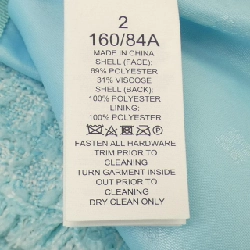 2
160/84A
MADE IN CHINA
SHELL (FACE):
69% POLYESTER
31% VISCOSE
SHELL (BACK):
100% POLYESTER
LINING:
100% POLYESTER
FASTEN ALL HARDWARE
TRIM PRIOR TO
CLEANING
TURN GARMENT INSIDE
OUT PRIOR TO
CLEANING
DRY CLEAN ONLY